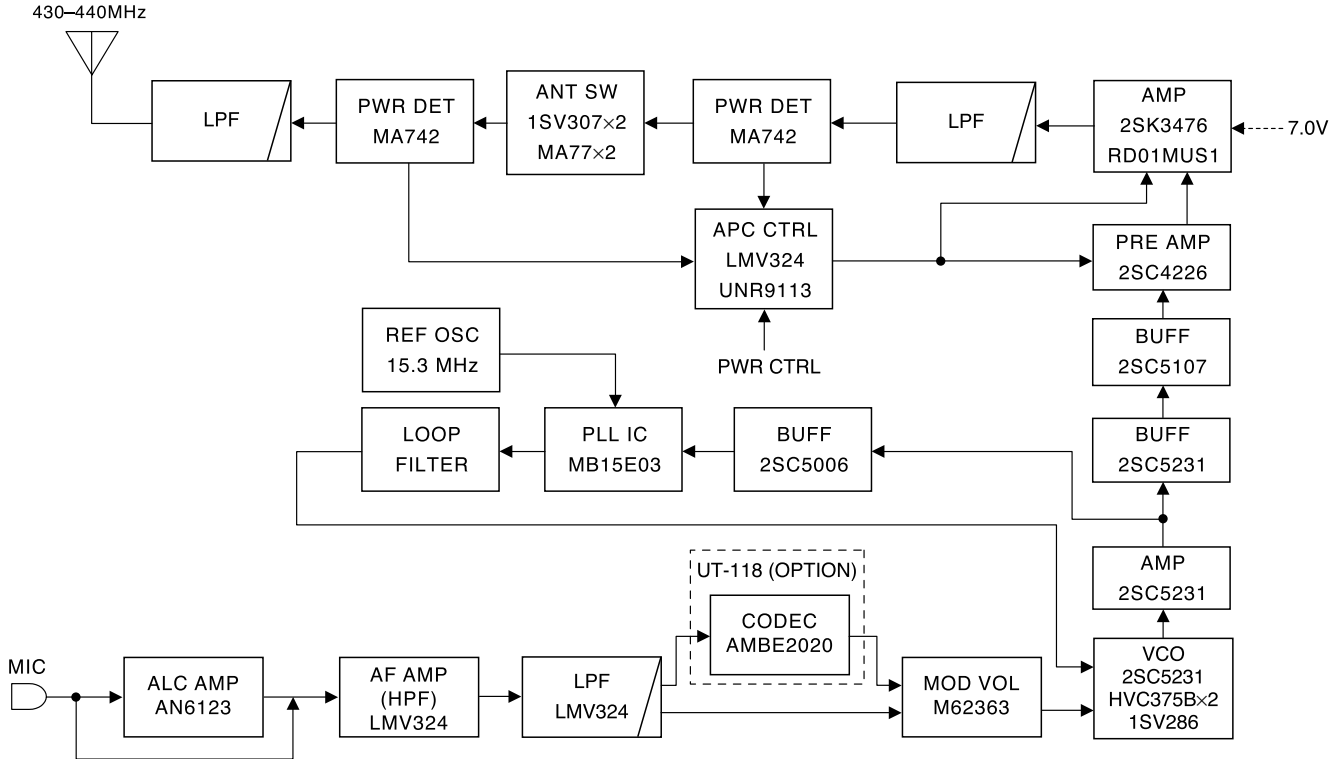 430–440MHz
LPF
PWR DET
MA742
ANT SW
1SV307×2
MA77×2
PWR DET
MA742
LPF
AMP
2SK3476
RD01MUS1
7.0V
APC CTRL
LMV324
UNR9113
PRE AMP
2SC4226
REF OSC
15.3 MHz
PWR CTRL
BUFF
2SC5107
LOOP
FILTER
PLL IC
MB15E03
BUFF
2SC5006
BUFF
2SC5231
UT-118 (OPTION)
CODEC
AMBE2020
AMP
2SC5231
MIC
ALC AMP
AN6123
AF AMP
(HPF)
LMV324
LPF
LMV324
MOD VOL
M62363
VCO
2SC5231
HVC375B×2
1SV286